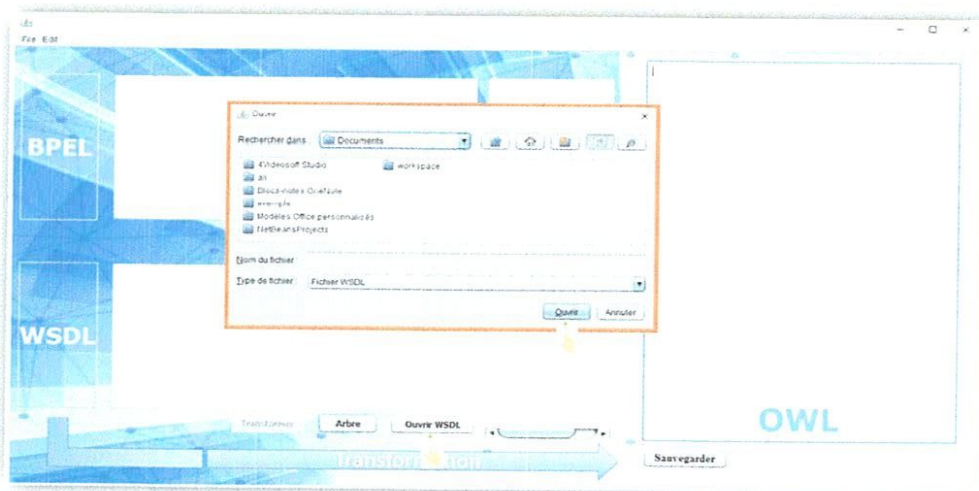 File Edit
BPEL
Ouvrir
Rechercher dans :
Documents
4Videosoft Studio
workspace
Blocs-notes OneNote
exemple
Modèles Office personnalisés
NetBeansProjects
Nom du fichier :
Type de fichier :
Fichier WSDL
Ouvrir
Annuler
WSDL
Transformer
Arbre
Ouvrir WSDL
OWL
Sauvegarder